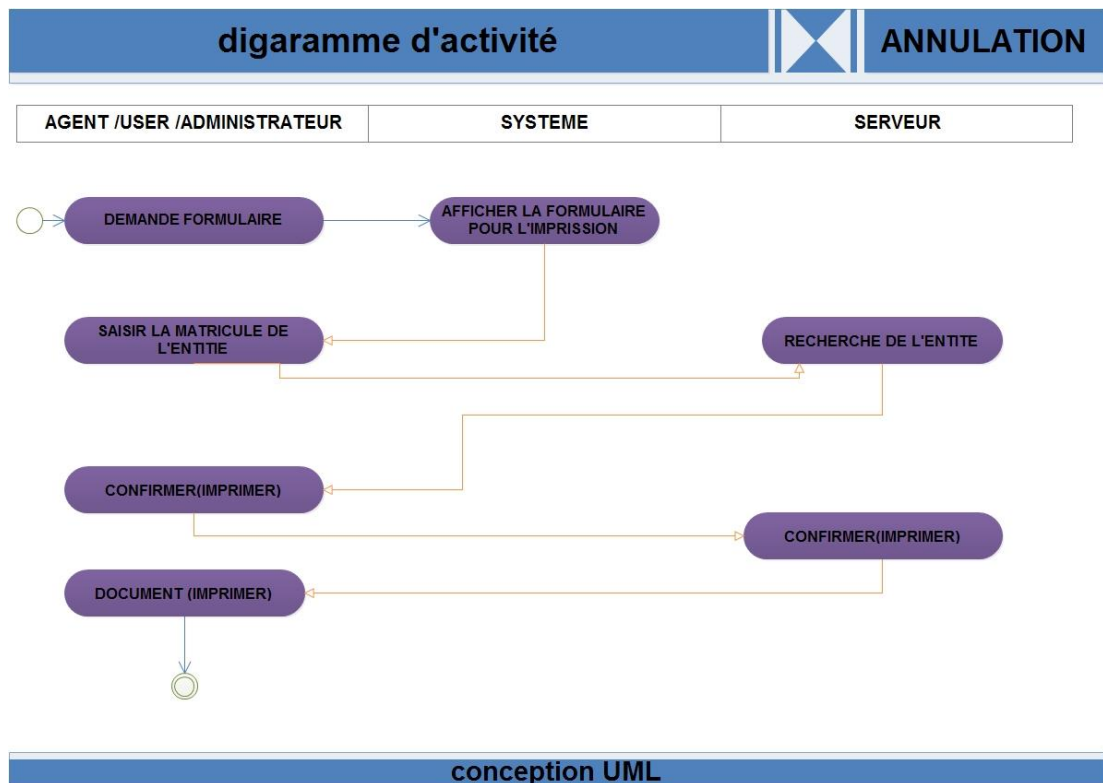 digaramme d'activité
ANNULATION
AGENT /USER /ADMINISTRATEUR
SYSTEME
SERVEUR
DEMANDE FORMULAIRE
AFFICHER LA FORMULAIRE
POUR L'IMPRISSION
SAISIR LA MATRICULE DE
L'ENTITIE
RECHERCHE DE L'ENTITE
CONFIRMER(IMPRIMER)
CONFIRMER(IMPRIMER)
DOCUMENT (IMPRIMER)
conception UML